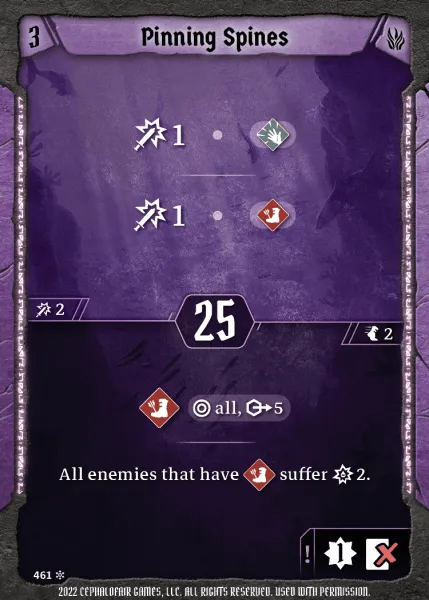 3 Pinning Spines
1
1
2
25
2
all, 5
All enemies that have suffer 2.
! 1
461
2022 CEPHALOFAIR GAMES, LLC. ALL RIGHTS RESERVED. USED WITH PERMISSION.